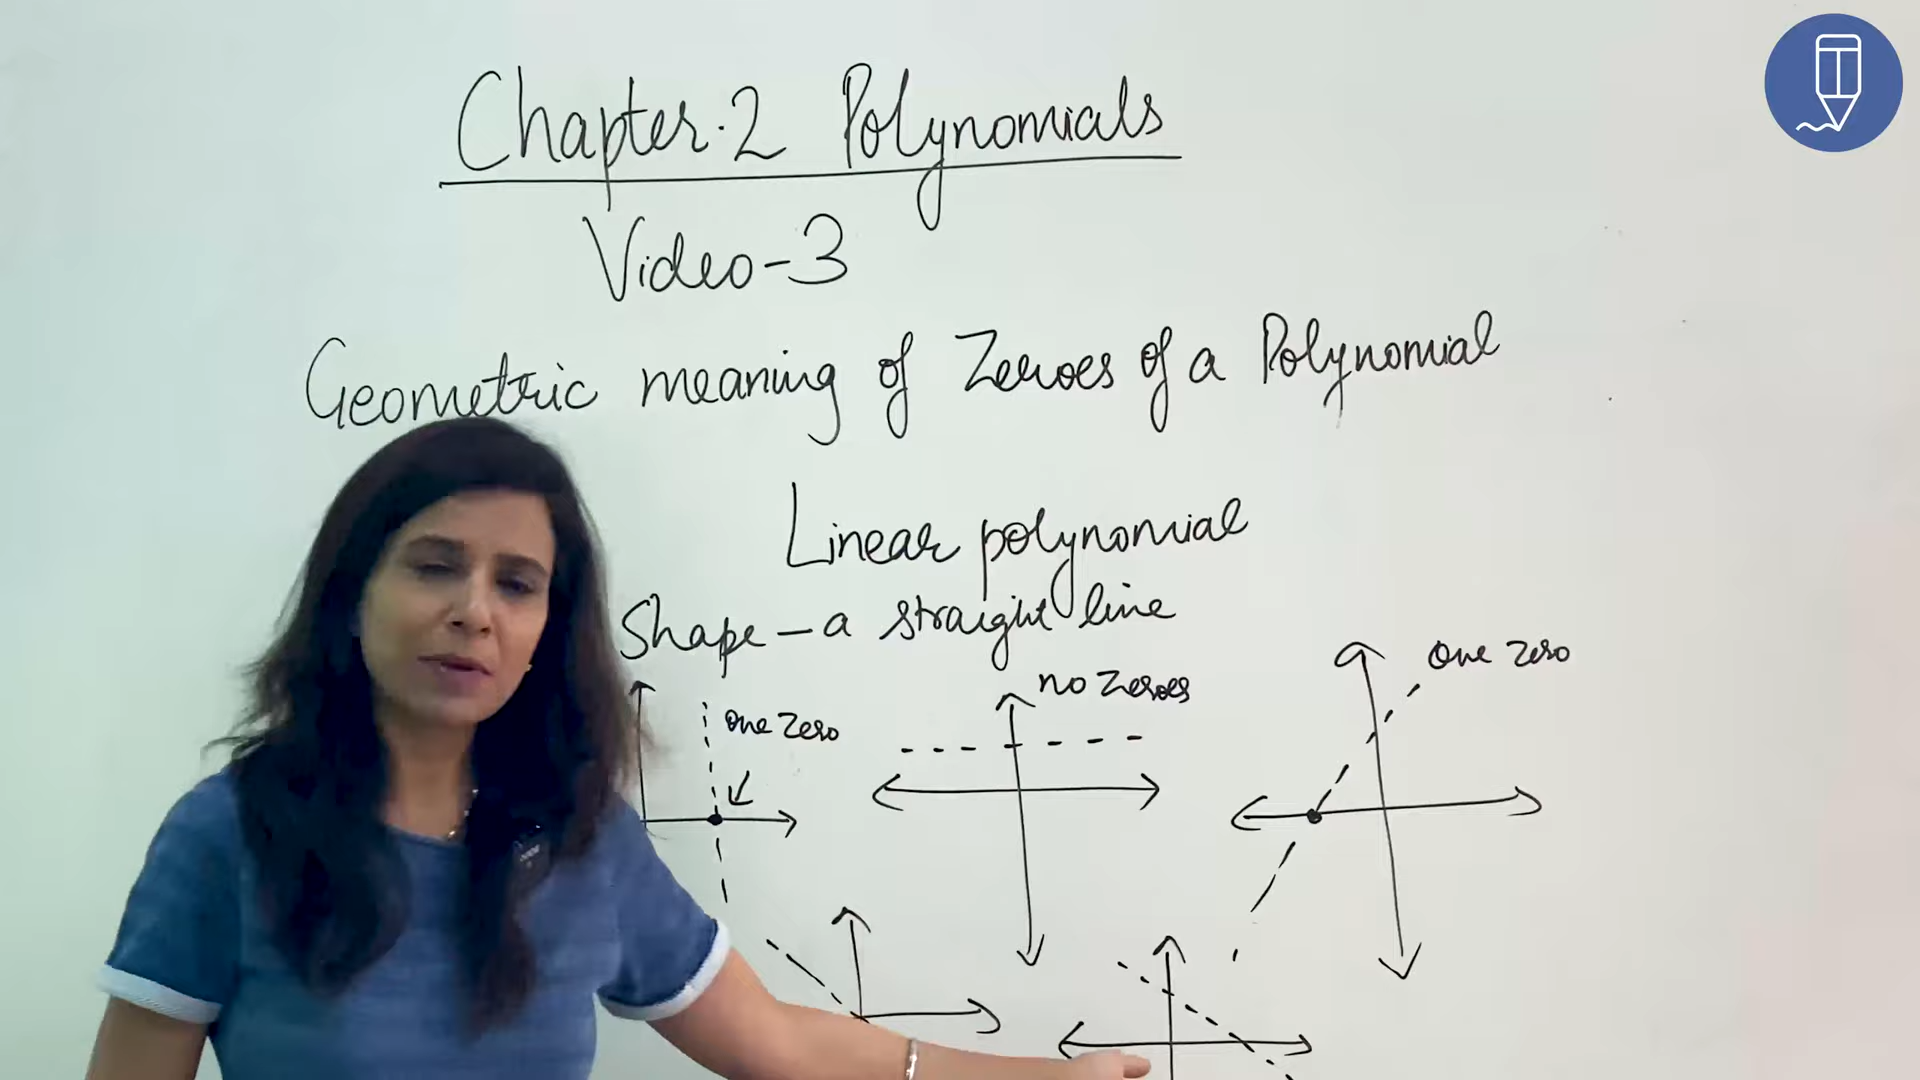 Chapter.2 Polynomials
Video-3
Geometric meaning of Zeroes of a Polynomial
Linear polynomial
Shape - a straight line
one zero
no zeroes
one zero